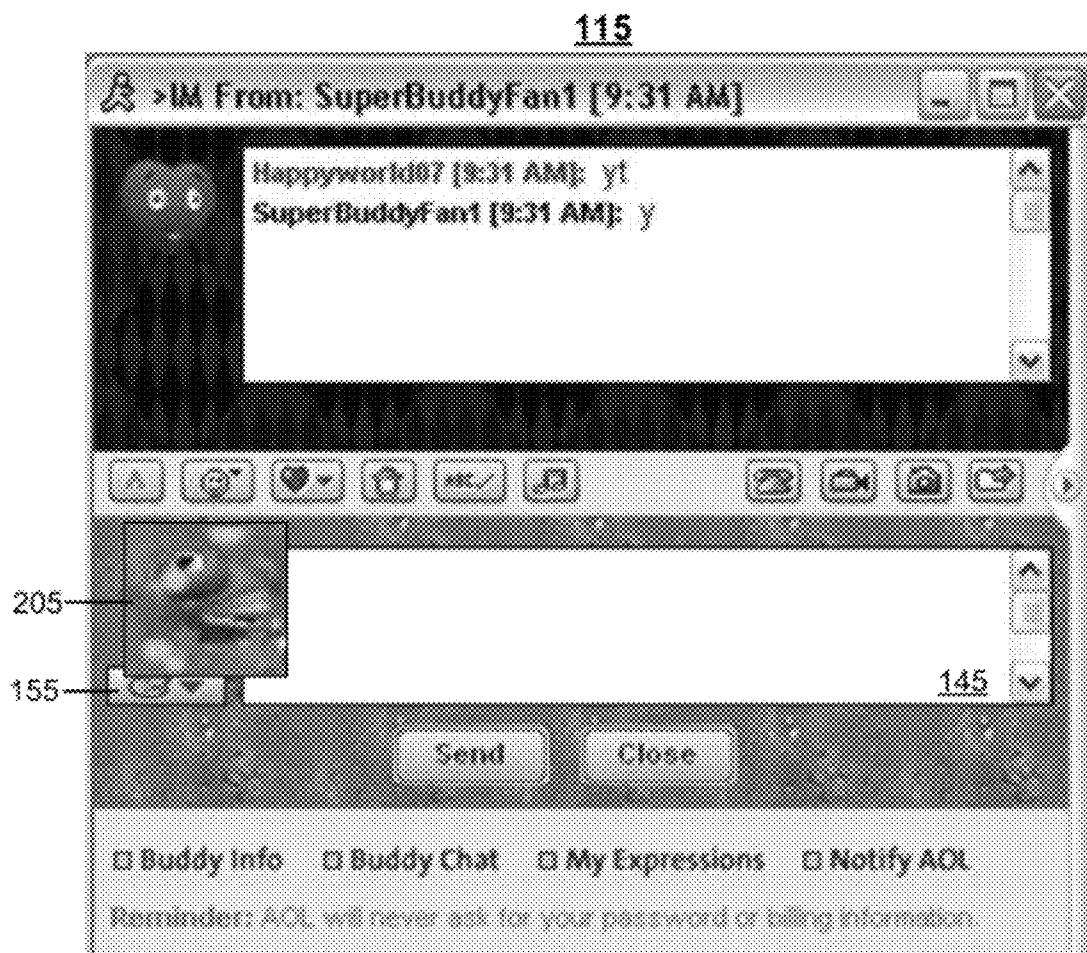 115
>IM From: SuperBuddyFan1 [9:31 AM]
Happyworld87 [9:31 AM]: yt
SuperBuddyFan1 [9:31 AM]: y
205
155
145
Send Close
Buddy Info Buddy Chat My Expressions Notify AOL
Reminder: AOL will never ask for your password or billing information.